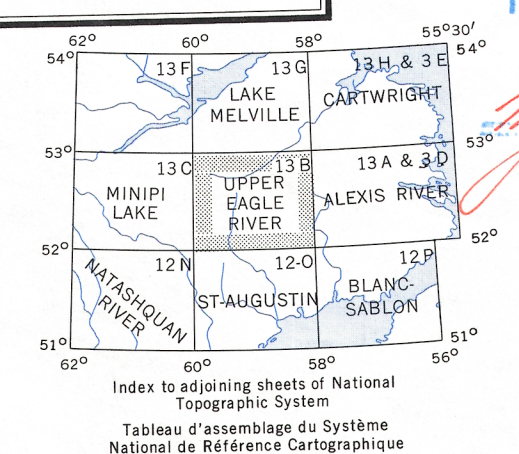 62° 60° 58° 55°30'
54° 13 F 13 G 13 H & 3 E 54°
LAKE
MELVILLE
CARTWRIGHT
53° 53°
13 C 13 B 13 A & 3 D
MINIPI
LAKE
UPPER
EAGLE
RIVER
ALEXIS RIVER
52° 52°
12 N 12-O 12 P
NATASHQUAN
RIVER
ST-AUGUSTIN
BLANC-
SABLON
51° 51°
62° 60° 58° 56°
Index to adjoining sheets of National
Topographic System
Tableau d'assemblage du Système
National de Référence Cartographique